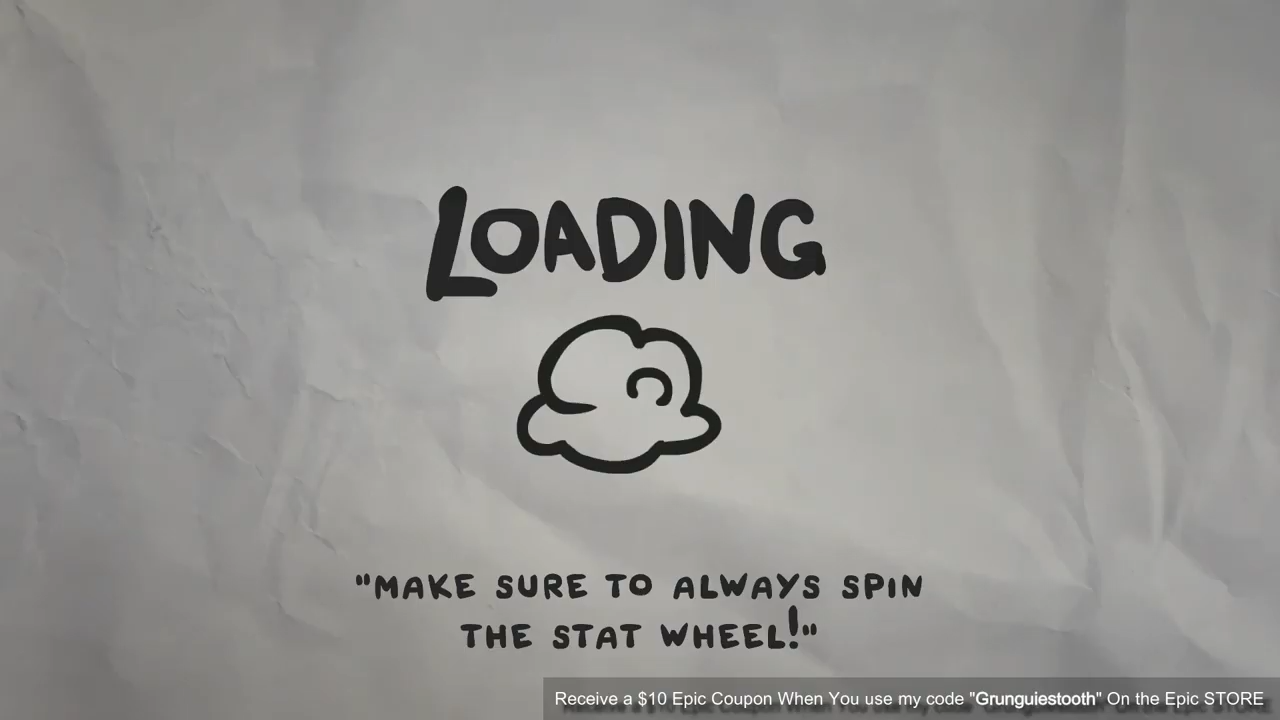 LOADING
"MAKE SURE TO ALWAYS SPIN
THE STAT WHEEL!"
Receive a $10 Epic Coupon When You use my code "Grunguiestooth" On the Epic STORE